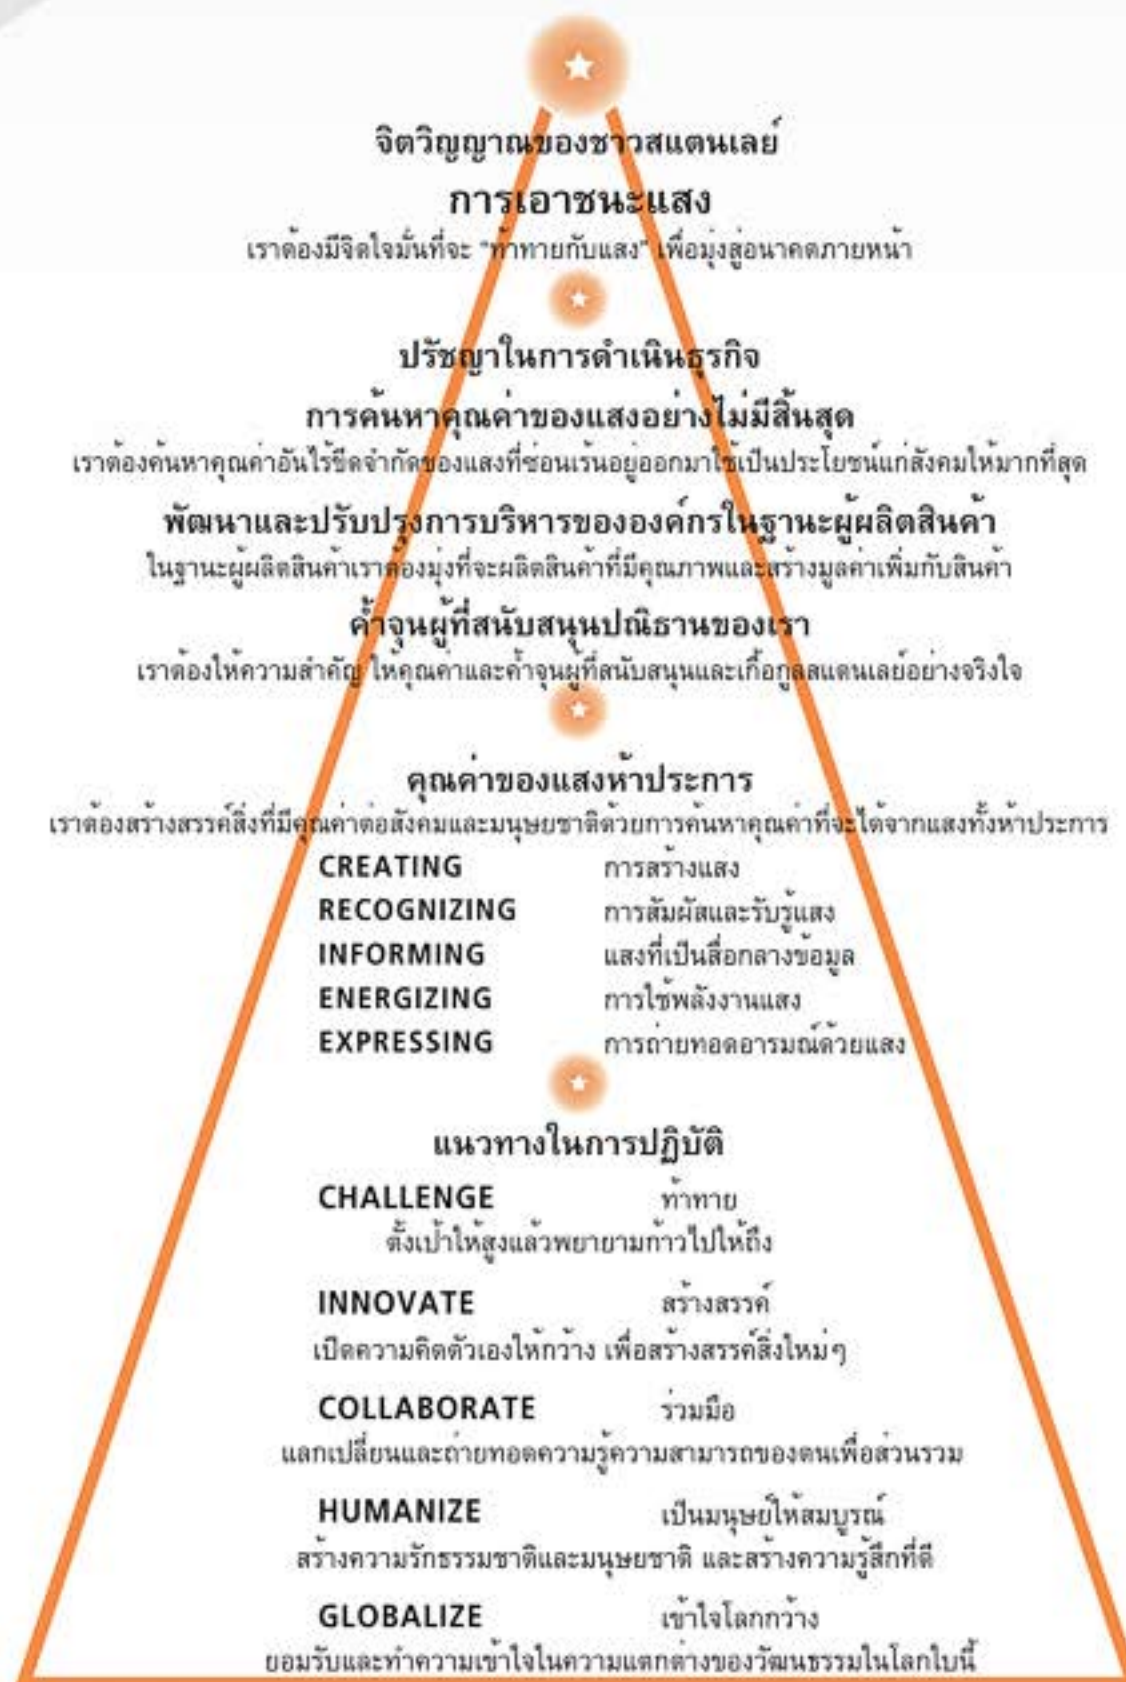 จิตวิญญาณของชาวสแตนเลย์
การเอาชนะแสง
เราต้องมีจิตใจมั่นที่จะ "ท้าทายกับแสง" เพื่อมุ่งสู่อนาคตภายหน้า
ปรัชญาในการดำเนินธุรกิจ
การค้นหาคุณค่าของแสงอย่างไม่มีสิ้นสุด
เราต้องค้นหาคุณค่าอันไร้ขีดจำกัดของแสงที่ซ่อนเร้นอยู่ออกมาใช้เป็นประโยชน์แก่สังคมให้มากที่สุด
พัฒนาและปรับปรุงการบริหารขององค์กรในฐานะผู้ผลิตสินค้า
ในฐานะผู้ผลิตสินค้าเราต้องมุ่งที่จะผลิตสินค้าที่มีคุณภาพและสร้างมูลค่าเพิ่มกับสินค้า
ค้ำจุนผู้ที่สนับสนุนปณิธานของเรา
เราต้องให้ความสำคัญ ให้คุณค่าและค้ำจุนผู้ที่สนับสนุนและเกื้อกูลสแตนเลย์อย่างจริงใจ
คุณค่าของแสงห้าประการ
เราต้องสร้างสรรค์สิ่งที่มีคุณค่าต่อสังคมและมนุษยชาติด้วยการค้นหาคุณค่าที่จะได้จากแสงทั้งห้าประการ
CREATING การสร้างแสง
RECOGNIZING การสัมผัสและรับรู้แสง
INFORMING แสงที่เป็นสื่อกลางข้อมูล
ENERGIZING การใช้พลังงานแสง
EXPRESSING การถ่ายทอดอารมณ์ด้วยแสง
แนวทางในการปฏิบัติ
CHALLENGE ท้าทาย
ตั้งเป้าให้สูงแล้วพยายามก้าวไปให้ถึง
INNOVATE สร้างสรรค์
เปิดความคิดตัวเองให้กว้าง เพื่อสร้างสรรค์สิ่งใหม่ๆ
COLLABORATE ร่วมมือ
แลกเปลี่ยนและถ่ายทอดความรู้ความสามารถของตนเพื่อส่วนรวม
HUMANIZE เป็นมนุษย์ให้สมบูรณ์
สร้างความรักธรรมชาติและมนุษยชาติ และสร้างความรู้สึกที่ดี
GLOBALIZE เข้าใจโลกกว้าง
ยอมรับและทำความเข้าใจในความแตกต่างของวัฒนธรรมในโลกใบนี้